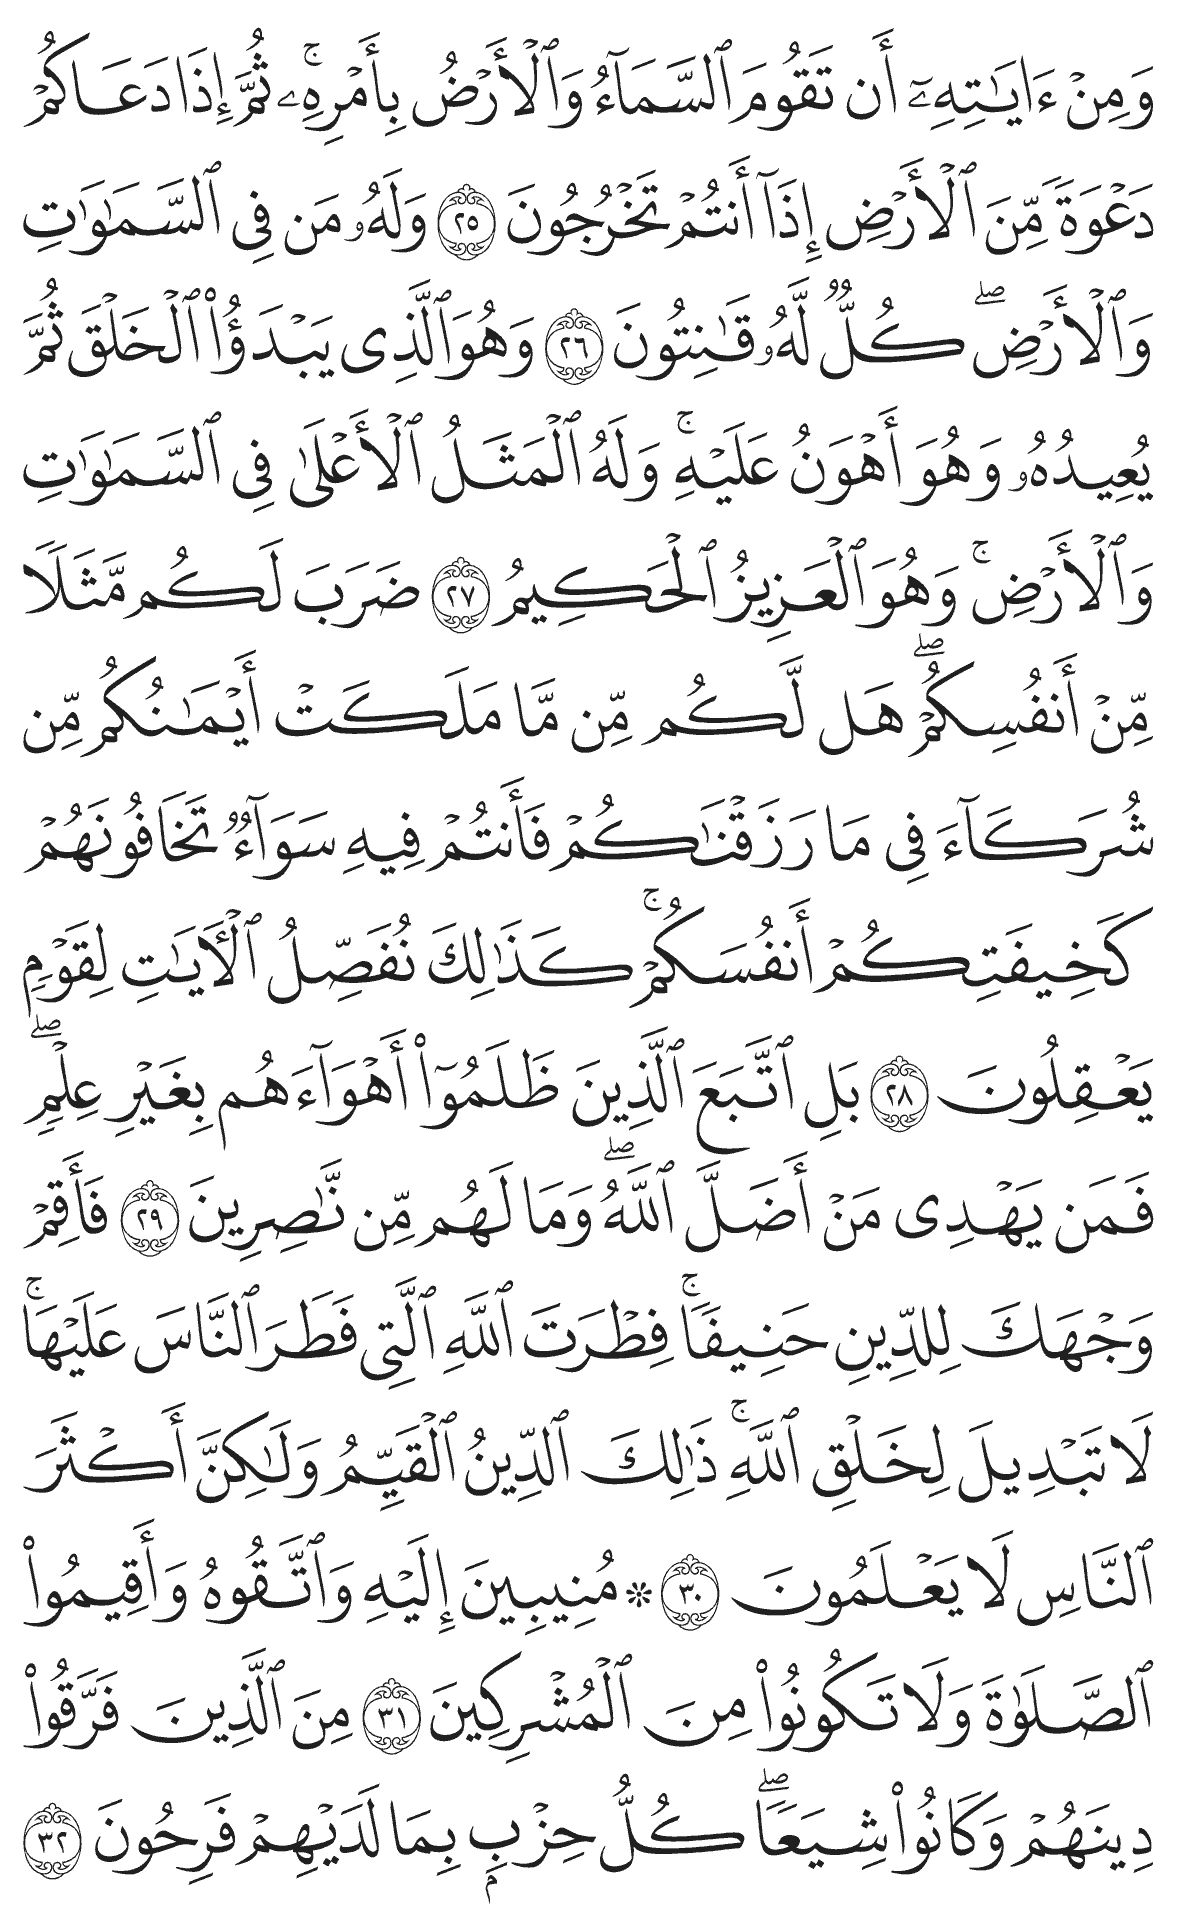 وَمِنْ ءَايَٰتِهِۦٓ أَن تَقُومَ ٱلسَّمَآءُ وَٱلْأَرْضُ بِأَمْرِهِۦ ۚ ثُمَّ إِذَا دَعَاكُمْ
دَعْوَةً مِّنَ ٱلْأَرْضِ إِذَآ أَنتُمْ تَخْرُجُونَ ٢٥ وَلَهُۥ مَن فِى ٱلسَّمَٰوَٰتِ
وَٱلْأَرْضِ ۖ كُلٌّ لَّهُۥ قَٰنِتُونَ ٢٦ وَهُوَ ٱلَّذِى يَبْدَؤُا۟ ٱلْخَلْقَ ثُمَّ
يُعِيدُهُۥ وَهُوَ أَهْوَنُ عَلَيْهِ ۚ وَلَهُ ٱلْمَثَلُ ٱلْأَعْلَىٰ فِى ٱلسَّمَٰوَٰتِ
وَٱلْأَرْضِ ۚ وَهُوَ ٱلْعَزِيزُ ٱلْحَكِيمُ ٢٧ ضَرَبَ لَكُم مَّثَلًا
مِّنْ أَنفُسِكُمْ ۖ هَل لَّكُم مِّن مَّا مَلَكَتْ أَيْمَٰنُكُم مِّن
شُرَكَآءَ فِى مَا رَزَقْنَٰكُمْ فَأَنتُمْ فِيهِ سَوَآءٌ تَخَافُونَهُمْ
كَخِيفَتِكُمْ أَنفُسَكُمْ ۚ كَذَٰلِكَ نُفَصِّلُ ٱلْءَايَٰتِ لِقَوْمٍ
يَعْقِلُونَ ٢٨ بَلِ ٱتَّبَعَ ٱلَّذِينَ ظَلَمُوٓا۟ أَهْوَآءَهُم بِغَيْرِ عِلْمٍ ۖ
فَمَن يَهْدِى مَنْ أَضَلَّ ٱللَّهُ ۖ وَمَا لَهُم مِّن نَّٰصِرِينَ ٢٩ فَأَقِمْ
وَجْهَكَ لِلدِّينِ حَنِيفًا ۚ فِطْرَتَ ٱللَّهِ ٱلَّتِى فَطَرَ ٱلنَّاسَ عَلَيْهَا ۚ
لَا تَبْدِيلَ لِخَلْقِ ٱللَّهِ ۚ ذَٰلِكَ ٱلدِّينُ ٱلْقَيِّمُ وَلَٰكِنَّ أَكْثَرَ
ٱلنَّاسِ لَا يَعْلَمُونَ ٣٠ ۞ مُنِيبِينَ إِلَيْهِ وَٱتَّقُوهُ وَأَقِيمُوا۟
ٱلصَّلَوٰةَ وَلَا تَكُونُوا۟ مِنَ ٱلْمُشْرِكِينَ ٣١ مِنَ ٱلَّذِينَ فَرَّقُوا۟
دِينَهُمْ وَكَانُوا۟ شِيَعًا ۖ كُلُّ حِزْبٍۭ بِمَا لَدَيْهِمْ فَرِحُونَ ٣٢